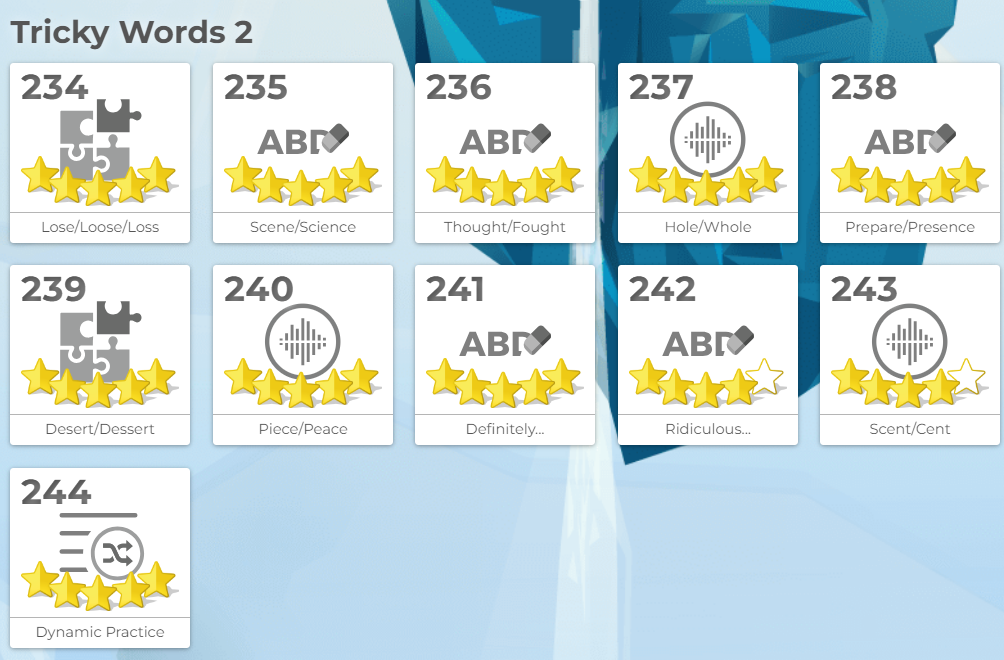 Tricky Words 2
234
Lose/Loose/Loss
235
ABD
Scene/Science
236
ABD
Thought/Fought
237
Hole/Whole
238
ABD
Prepare/Presence
239
Desert/Dessert
240
Piece/Peace
241
ABD
Definitely...
242
ABD
Ridiculous...
243
Scent/Cent
244
Dynamic Practice